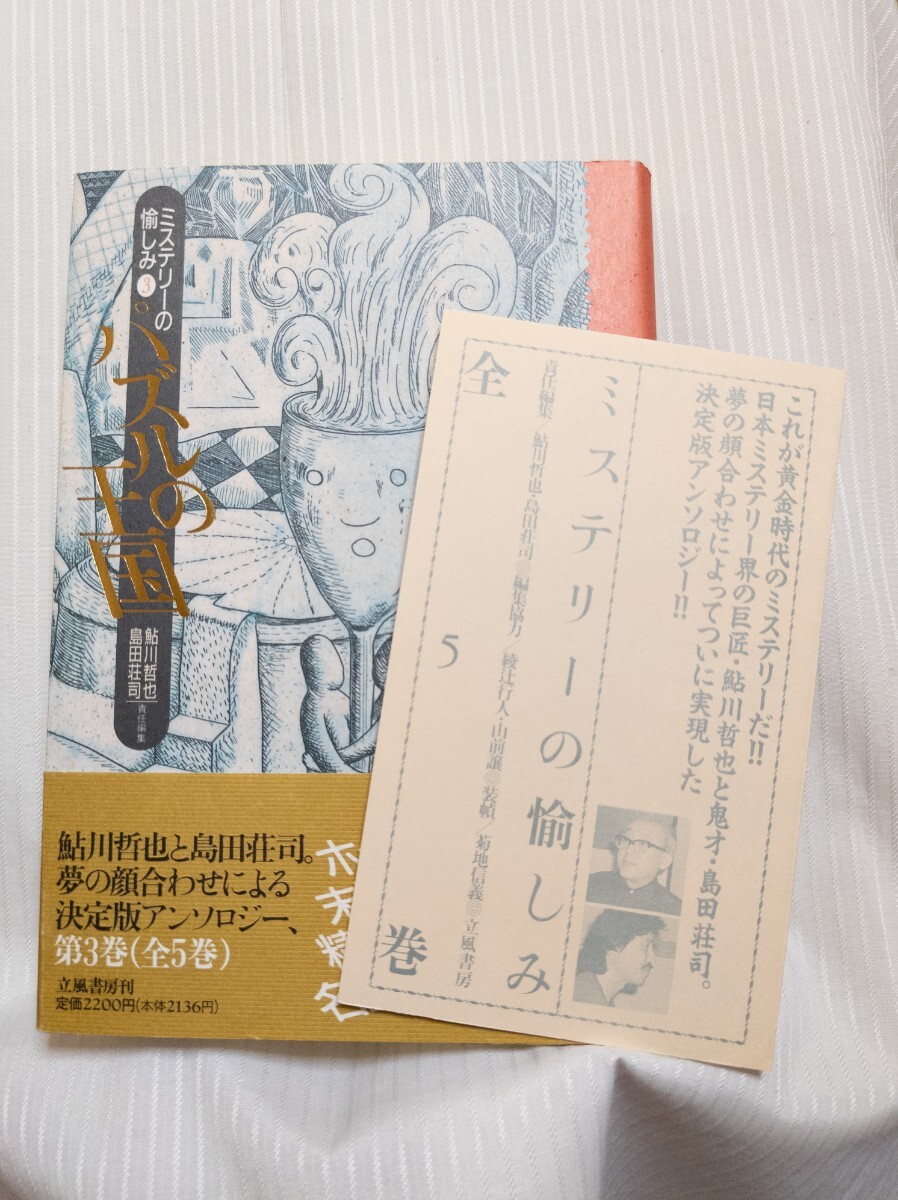 ミステリーの
愉しみ
3
パズルの
王国
鮎川哲也
島田荘司
責任編集
鮎川哲也と島田荘司。
夢の顔合わせによる
決定版アンソロジー、
第3巻(全5巻)
立風書房刊
定価2200円(本体2136円)
これが黄金時代のミステリーだ!!
日本ミステリー界の巨匠・鮎川哲也と鬼才・島田荘司。
夢の顔合わせによってついに実現した
決定版アンソロジー!!
ミステリーの愉しみ
全5巻
責任編集/鮎川哲也・島田荘司◎編集協力/綾辻行人・山前譲◎装幀/菊地信義◎立風書房